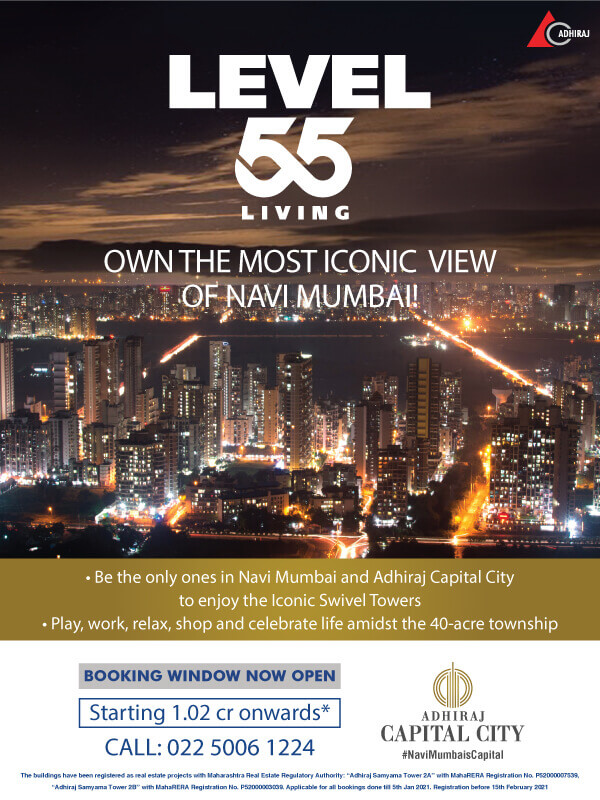 ADHIRAJ
LEVEL
55
LIVING
OWN THE MOST ICONIC VIEW
OF NAVI MUMBAI!
• Be the only ones in Navi Mumbai and Adhiraj Capital City
to enjoy the Iconic Swivel Towers
• Play, work, relax, shop and celebrate life amidst the 40-acre township
BOOKING WINDOW NOW OPEN
Starting 1.02 cr onwards*
CALL: 022 5006 1224
ADHIRAJ
CAPITAL CITY
#NaviMumbaisCapital
The buildings have been registered as real estate projects with Maharashtra Real Estate Regulatory Authority: “Adhiraj Samyama Tower 2A” with MahaRERA Registration No. P52000007539,
“Adhiraj Samyama Tower 2B” with MahaRERA Registration No. P52000003039. Applicable for all bookings done till 5th Jan 2021. Registration before 15th February 2021